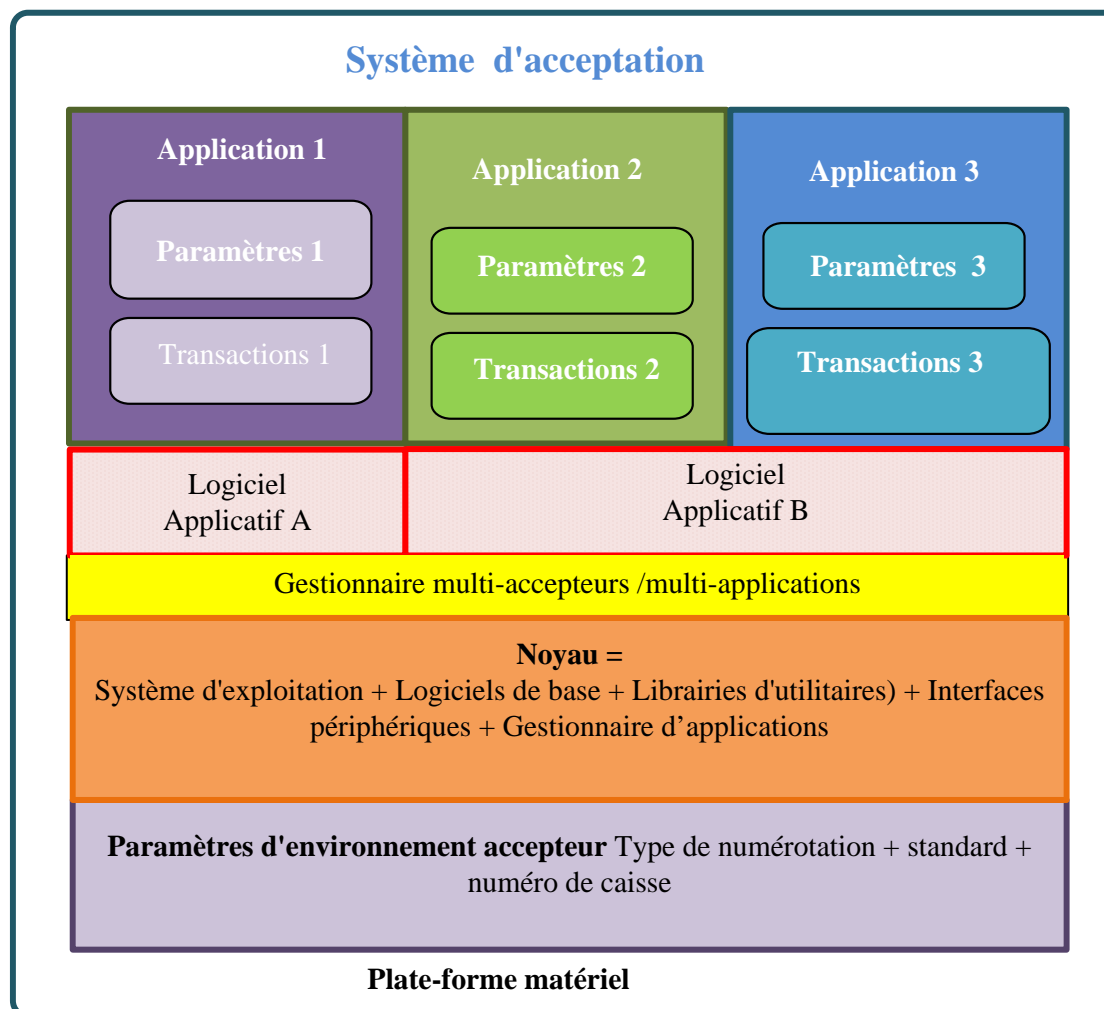 Système d'acceptation
Application 1
Paramètres 1
Transactions 1
Application 2
Paramètres 2
Transactions 2
Application 3
Paramètres 3
Transactions 3
Logiciel
Applicatif A
Logiciel
Applicatif B
Gestionnaire multi-accepteurs /multi-applications
Noyau =
Système d'exploitation + Logiciels de base + Librairies d'utilitaires) + Interfaces
périphériques + Gestionnaire d’applications
Paramètres d'environnement accepteur Type de numérotation + standard +
numéro de caisse
Plate-forme matériel